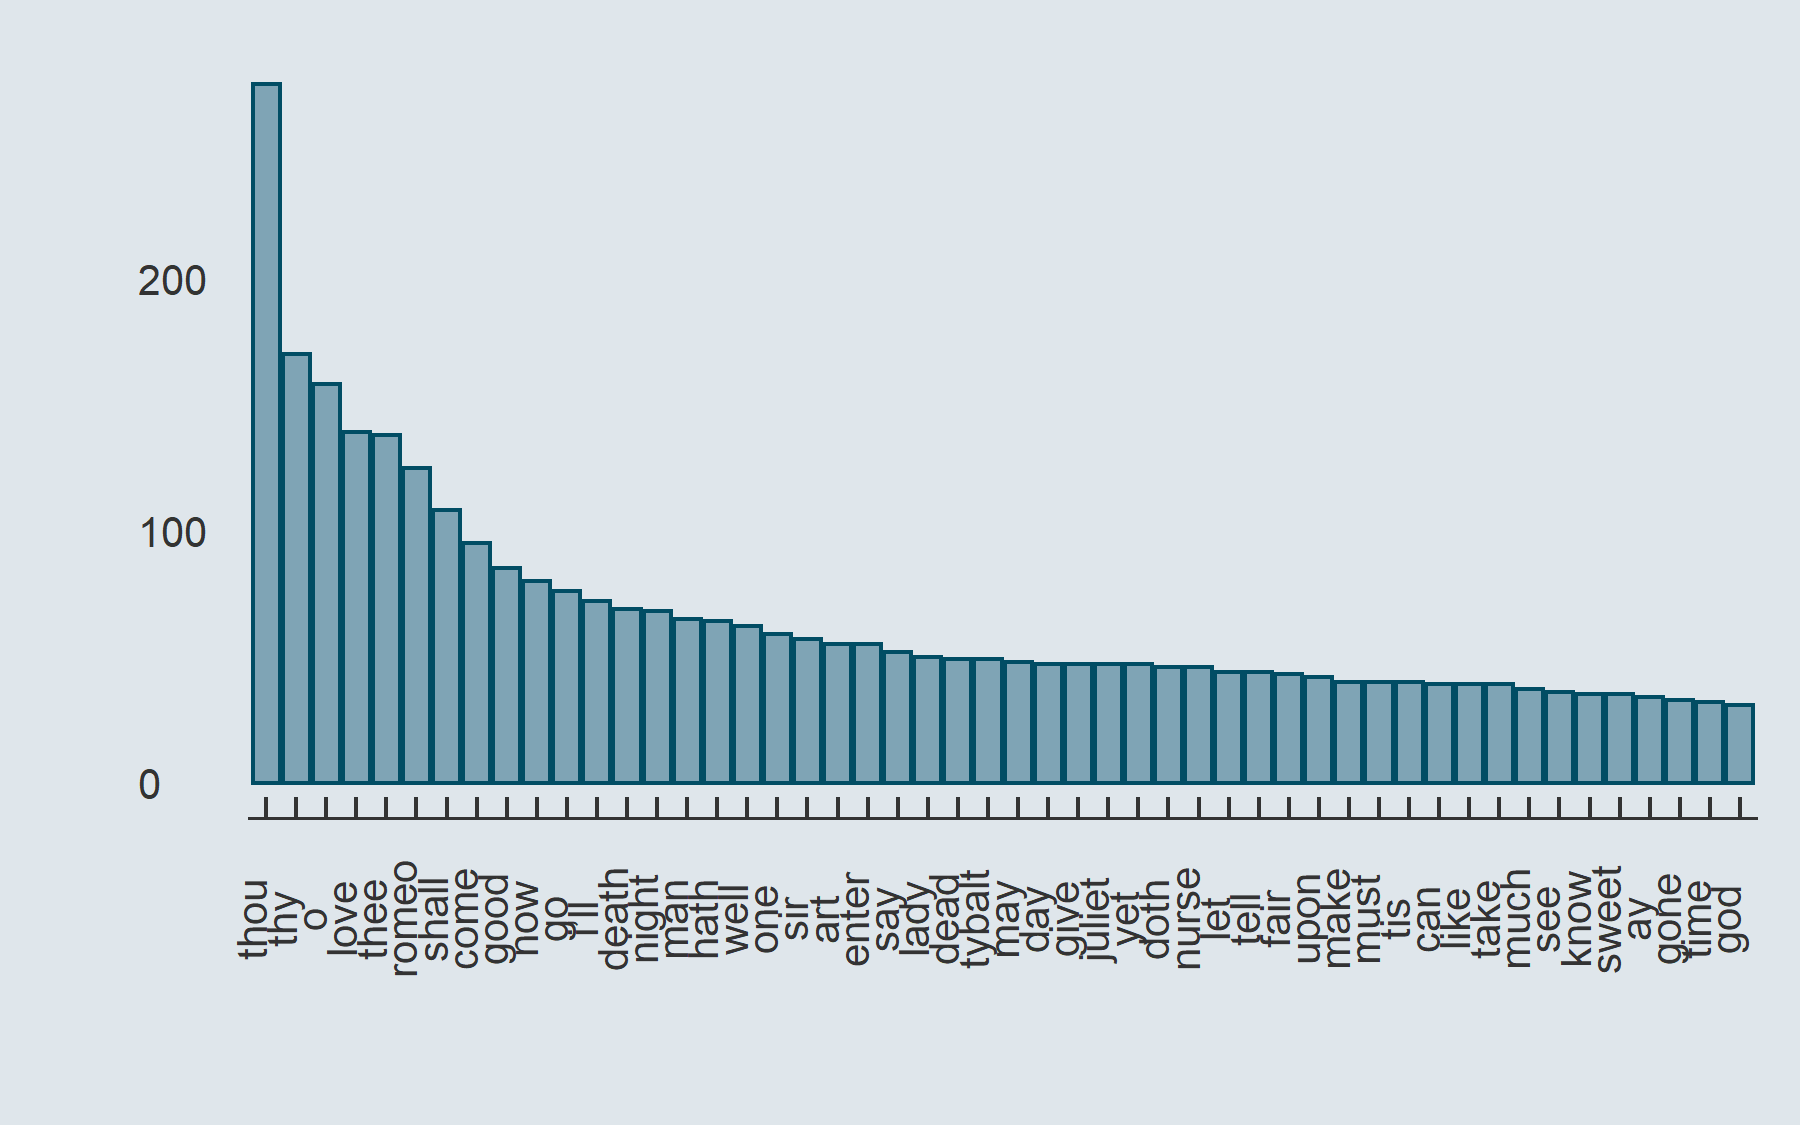 200
100
0
thou
thy
o
love
thee
romeo
shall
come
good
now
go
ll
death
night
man
hath
well
one
sir
art
enter
say
lady
dead
tybalt
may
day
give
juliet
yet
doth
nurse
let
tell
fair
upon
make
must
tis
can
like
take
much
see
know
sweet
ay
gone
time
god